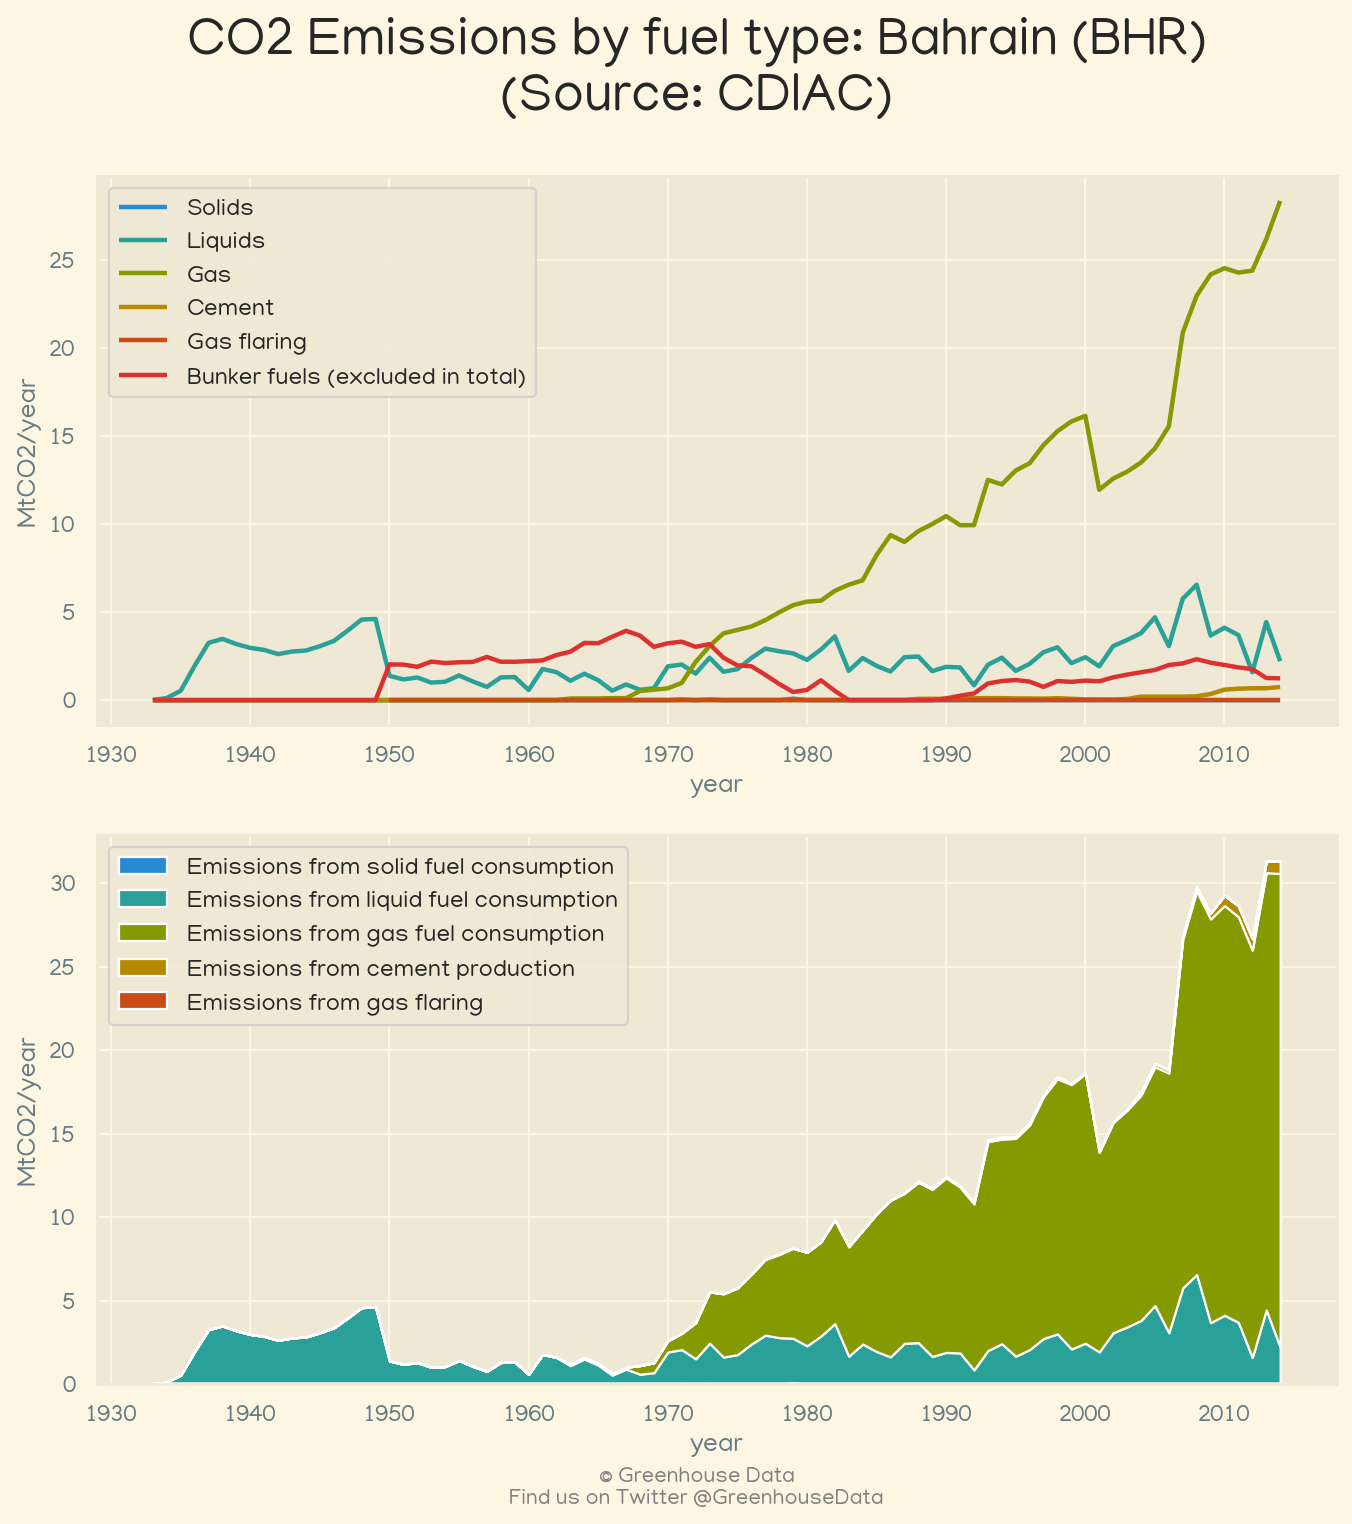 CO2 Emissions by fuel type: Bahrain (BHR)
(Source: CDIAC)
Solids
Liquids
Gas
Cement
Gas flaring
Bunker fuels (excluded in total)
25
20
15
10
5
0
MtCO2/year
1930 1940 1950 1960 1970 1980 1990 2000 2010
year
Emissions from solid fuel consumption
Emissions from liquid fuel consumption
Emissions from gas fuel consumption
Emissions from cement production
Emissions from gas flaring
30
25
20
15
10
5
0
MtCO2/year
1930 1940 1950 1960 1970 1980 1990 2000 2010
year
© Greenhouse Data
Find us on Twitter @GreenhouseData